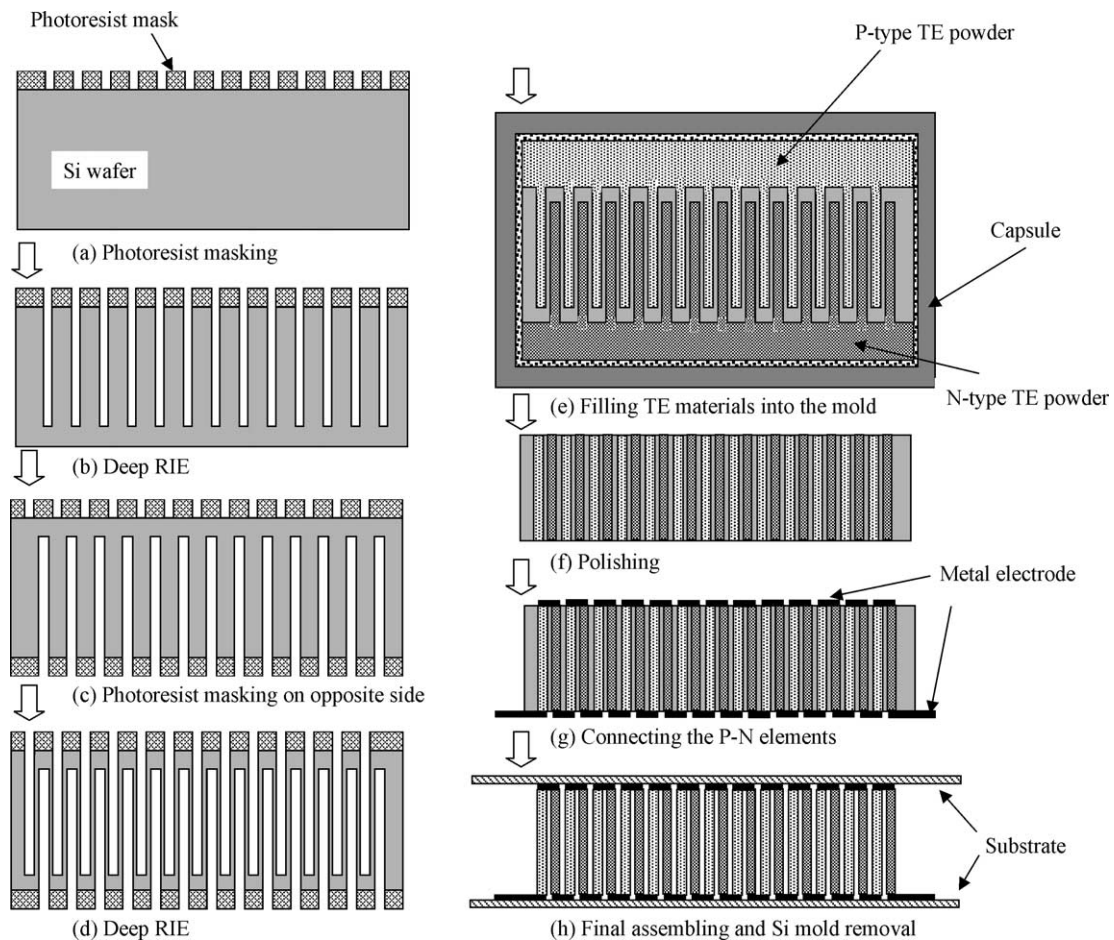 Photoresist mask
Si wafer
(a) Photoresist masking
(b) Deep RIE
(c) Photoresist masking on opposite side
(d) Deep RIE
P-type TE powder
Capsule
N-type TE powder
(e) Filling TE materials into the mold
(f) Polishing
Metal electrode
(g) Connecting the P-N elements
Substrate
(h) Final assembling and Si mold removal